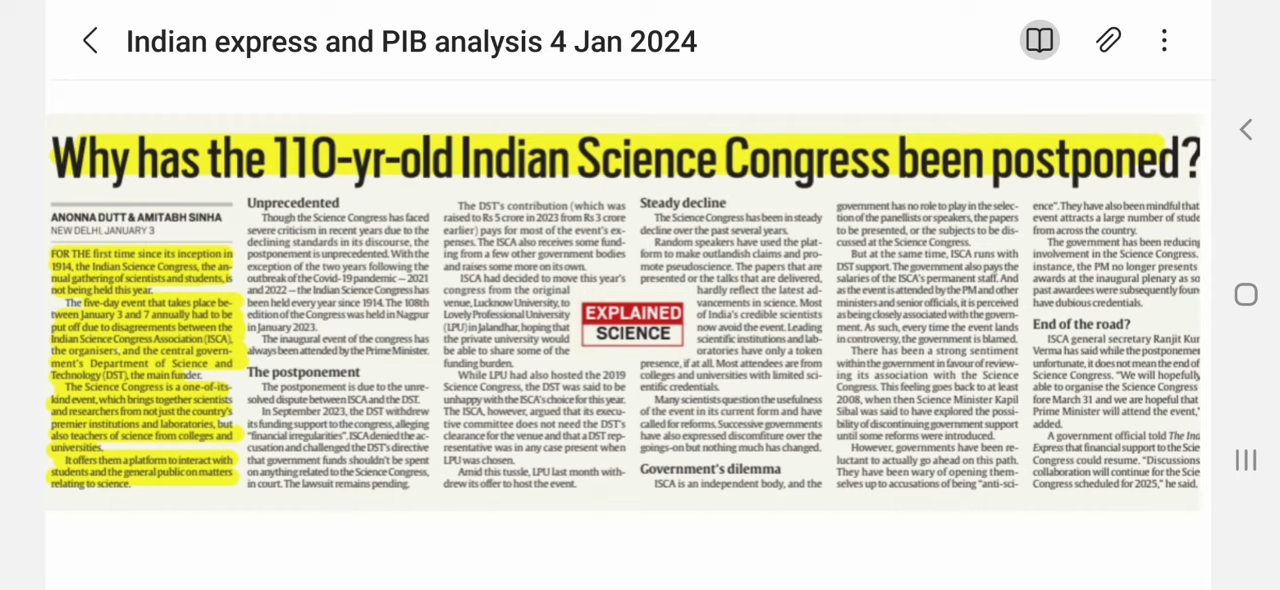 Indian express and PIB analysis 4 Jan 2024
Why has the 110-yr-old Indian Science Congress been postponed?
ANONNA DUTT & AMITABH SINHA
NEW DELHI, JANUARY 3
FOR THE first time since its inception in
1914, the Indian Science Congress, the an-
nual gathering of scientists and students, is
not being held this year.
The five-day event that takes place be-
tween January 3 and 7 annually had to be
put off due to disagreements between the
Indian Science Congress Association (ISCA),
the organisers, and the central govern-
ment's Department of Science and
Technology (DST), the main funder.
The Science Congress is a one-of-its-
kind event, which brings together scientists
and researchers from not just the country's
premier institutions and laboratories, but
also teachers of science from colleges and
universities.
It offers them a platform to interact with
students and the general public on matters
relating to science.
Unprecedented
Though the Science Congress has faced
severe criticism in recent years due to the
declining standards in its discourse, the
postponement is unprecedented. With the
exception of the two years following the
outbreak of the Covid-19 pandemic — 2021
and 2022 — the Indian Science Congress has
been held every year since 1914. The 108th
edition of the Congress was held in Nagpur
in January 2023.
The inaugural event of the congress has
always been attended by the Prime Minister.
The postponement
The postponement is due to the unre-
solved dispute between ISCA and the DST.
In September 2023, the DST withdrew
its funding support to the congress, alleging
"financial irregularities". ISCA denied the ac-
cusation and challenged the DST's directive
that government funds shouldn't be spent
on anything related to the Science Congress,
in court. The lawsuit remains pending.
The DST's contribution (which was
raised to Rs 5 crore in 2023 from Rs 3 crore
earlier) pays for most of the event's ex-
penses. The ISCA also receives some fund-
ing from a few other government bodies
and raises some more on its own.
ISCA had decided to move this year's
congress from the original
venue, Lucknow University, to
Lovely Professional University
(LPU) in Jalandhar, hoping that
the private university would
be able to share some of the
funding burden.
While LPU had also hosted the 2019
Science Congress, the DST was said to be
unhappy with the ISCA's choice for this year.
The ISCA, however, argued that its execu-
tive committee does not need the DST's
clearance for the venue and that a DST rep-
resentative was in any case present when
LPU was chosen.
Amid this tussle, LPU last month with-
drew its offer to host the event.
EXPLAINED
SCIENCE
Steady decline
The Science Congress has been in steady
decline over the past several years.
Random speakers have used the plat-
form to make outlandish claims and pro-
mote pseudoscience. The papers that are
presented or the talks that are delivered,
hardly reflect the latest ad-
vancements in science. Most
of India's credible scientists
now avoid the event. Leading
scientific institutions and lab-
oratories have only a token
presence, if at all. Most attendees are from
colleges and universities with limited sci-
entific credentials.
Many scientists question the usefulness
of the event in its current form and have
called for reforms. Successive governments
have also expressed discomfiture over the
goings-on but nothing much has changed.
Government's dilemma
ISCA is an independent body, and the
government has no role to play in the selec-
tion of the panellists or speakers, the papers
to be presented, or the subjects to be dis-
cussed at the Science Congress.
But at the same time, ISCA runs with
DST support. The government also pays the
salaries of the ISCA's permanent staff. And
as the event is attended by the PM and other
ministers and senior officials, it is perceived
as being closely associated with the govern-
ment. As such, every time the event lands
in controversy, the government is blamed.
There has been a strong sentiment
within the government in favour of review-
ing its association with the Science
Congress. This feeling goes back to at least
2008, when then Science Minister Kapil
Sibal was said to have explored the possi-
bility of discontinuing government support
until some reforms were introduced.
However, governments have been re-
luctant to actually go ahead on this path.
They have been wary of opening them-
selves up to accusations of being "anti-sci-
ence". They have also been mindful that
event attracts a large number of stude
from across the country.
The government has been reducing
involvement in the Science Congress.
instance, the PM no longer presents
awards at the inaugural plenary as so
past awardees were subsequently foun
have dubious credentials.
End of the road?
ISCA general secretary Ranjit Kur
Verma has said while the postponemen
unfortunate, it does not mean the end of
Science Congress. "We will hopefully
able to organise the Science Congress
fore March 31 and we are hopeful that
Prime Minister will attend the event,"
added.
A government official told The Ind
Express that financial support to the Scie
Congress could resume. "Discussions
collaboration will continue for the Scie
Congress scheduled for 2025," he said.